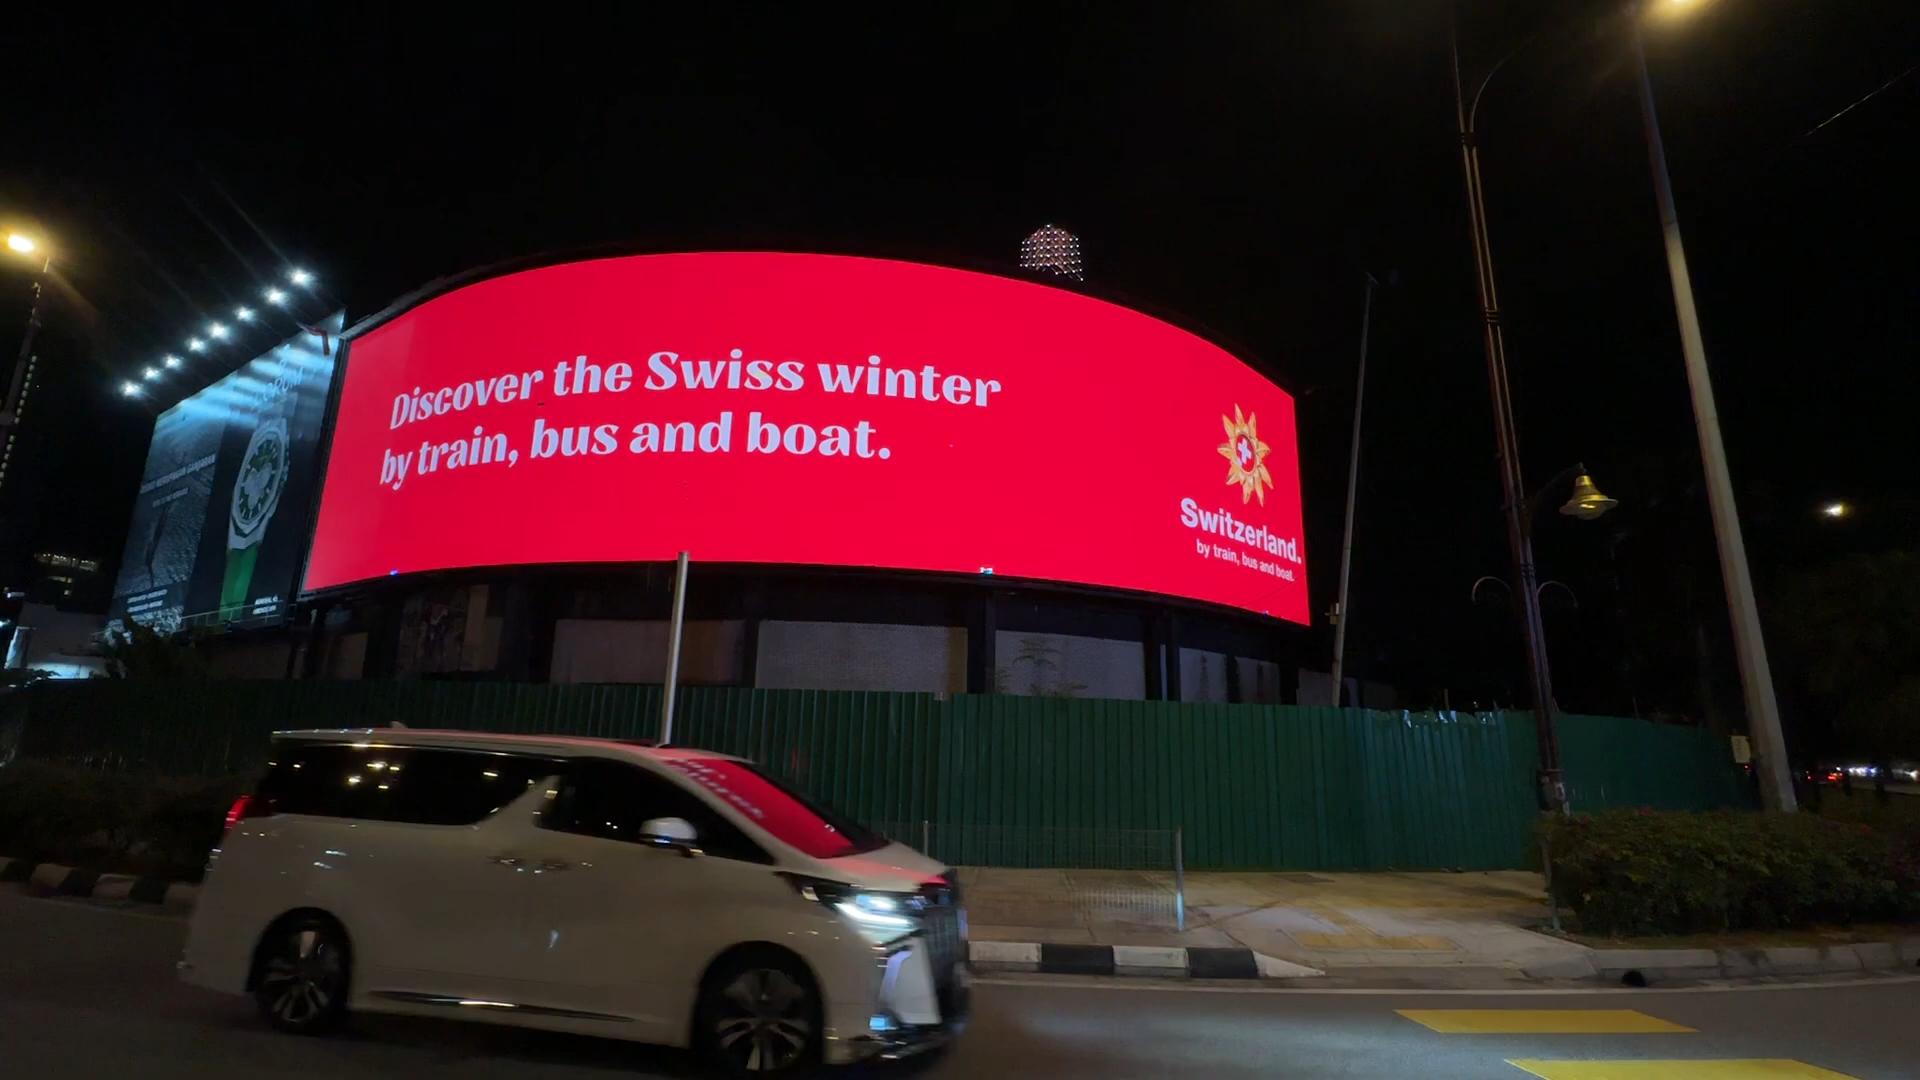 Discover the Swiss winter
by train, bus and boat.
Switzerland.
by train, bus and boat.